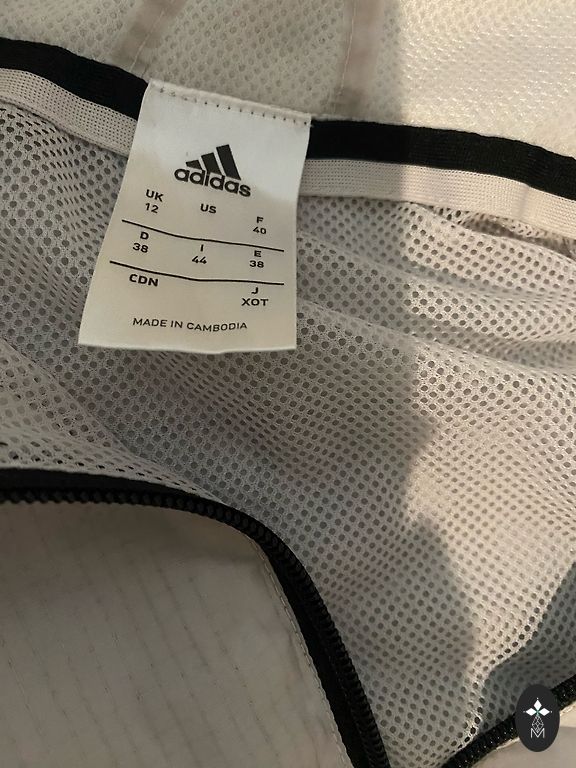 adidas
UK US F
12 40
D I E
38 44 38
CDN J
XOT
MADE IN CAMBODIA
M